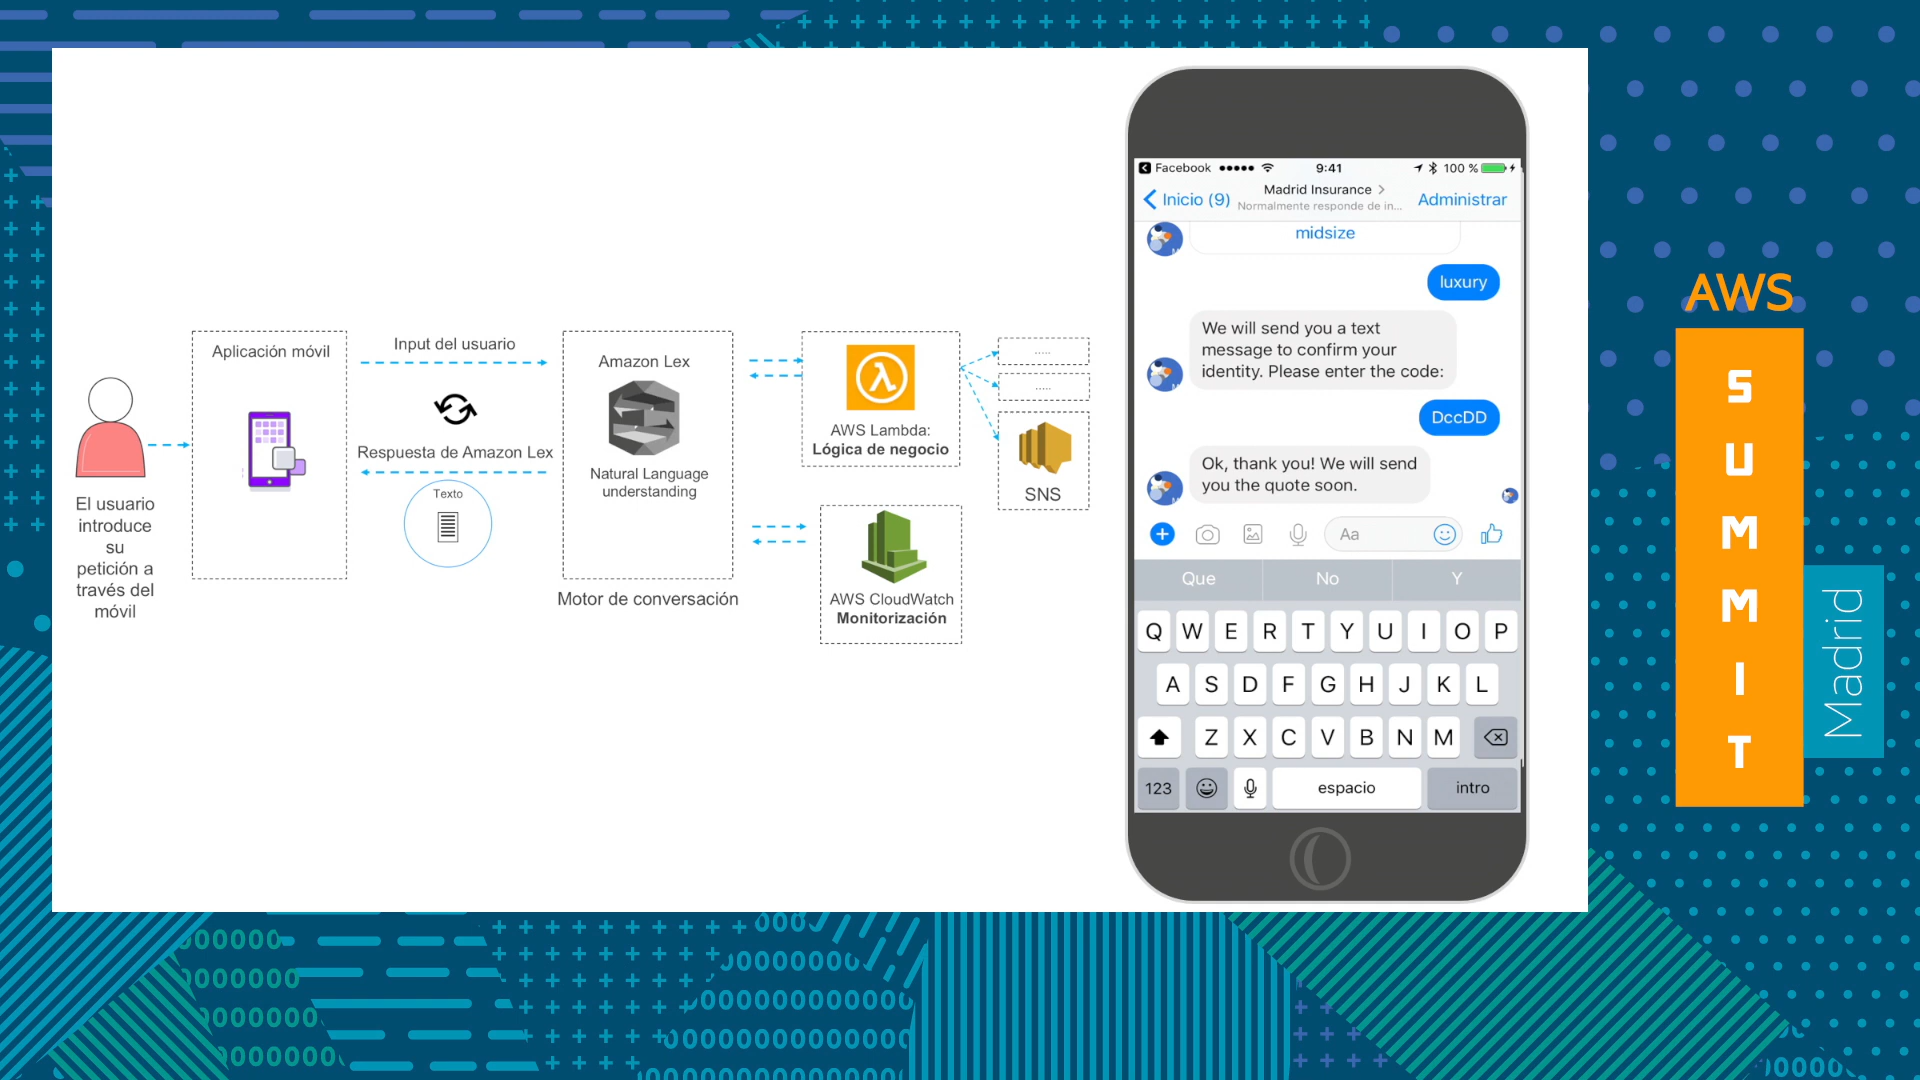 El usuario
introduce
su
petición a
través del
móvil
Aplicación móvil
Input del usuario
Respuesta de Amazon Lex
Texto
Amazon Lex
Natural Language
understanding
Motor de conversación
AWS Lambda:
Lógica de negocio
AWS CloudWatch
Monitorización
.....
.....
SNS
Facebook 9:41 100 %
Inicio (9)
Madrid Insurance
Normalmente responde de in...
Administrar
midsize
luxury
We will send you a text
message to confirm your
identity. Please enter the code:
DccDD
Ok, thank you! We will send
you the quote soon.
Aa
Que No Y
Q W E R T Y U I O P
A S D F G H J K L
Z X C V B N M
123 espacio intro
AWS
SUMMIT
Madrid